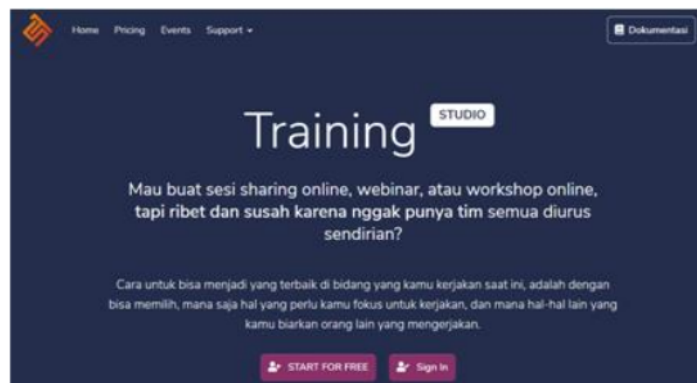 Home Pricing Events Support
Dokumentasi
Training STUDIO
Mau buat sesi sharing online, webinar, atau workshop online,
tapi ribet dan susah karena nggak punya tim semua diurus
sendirian?
Cara untuk bisa menjadi yang terbaik di bidang yang kamu kerjakan saat ini, adalah dengan
bisa memilih, mana saja hal yang perlu kamu fokus untuk kerjakan, dan mana hal-hal lain yang
kamu biarkan orang lain yang mengerjakan.
START FOR FREE Sign In